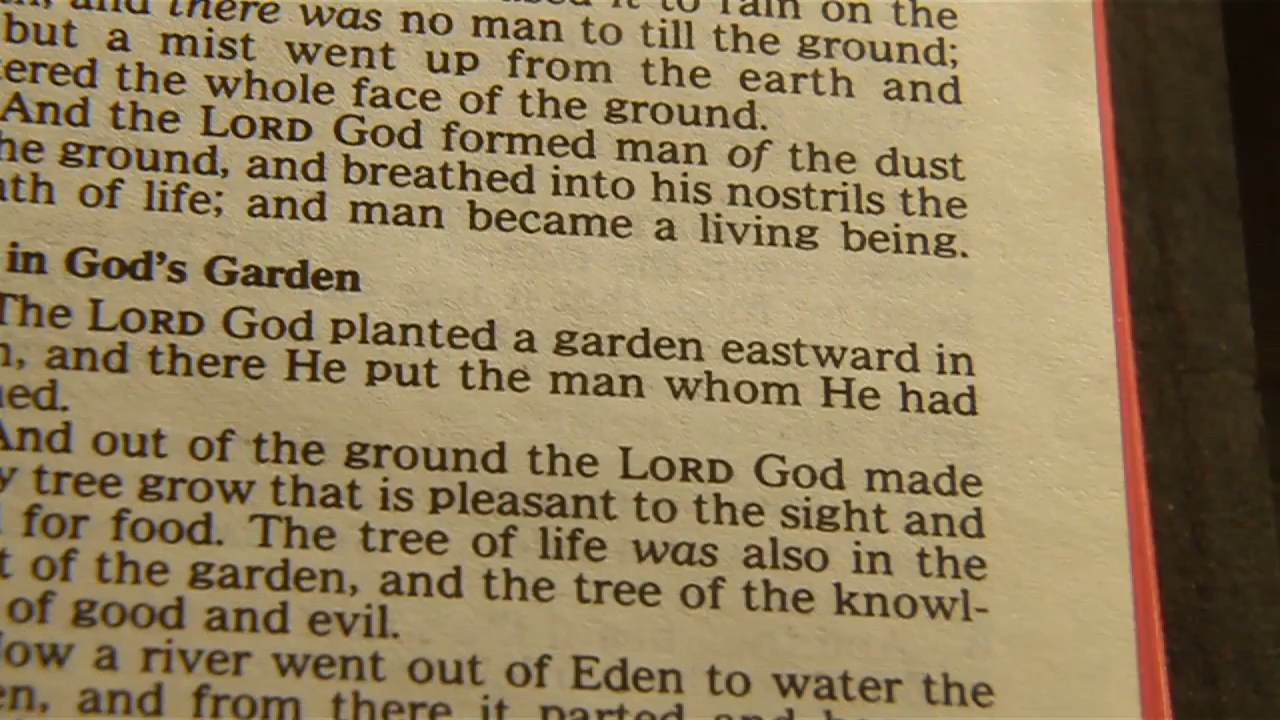 and there was no man to till the ground;
but a mist went up from the earth and
ered the whole face of the ground.
And the LORD God formed man of the dust
he ground, and breathed into his nostrils the
ath of life; and man became a living being.
in God's Garden
The LORD God planted a garden eastward in
n, and there He put the man whom He had
ed.
And out of the ground the LORD God made
y tree grow that is pleasant to the sight and
for food. The tree of life was also in the
t of the garden, and the tree of the knowl-
of good and evil.
ow a river went out of Eden to water the
en, and from there it parted and